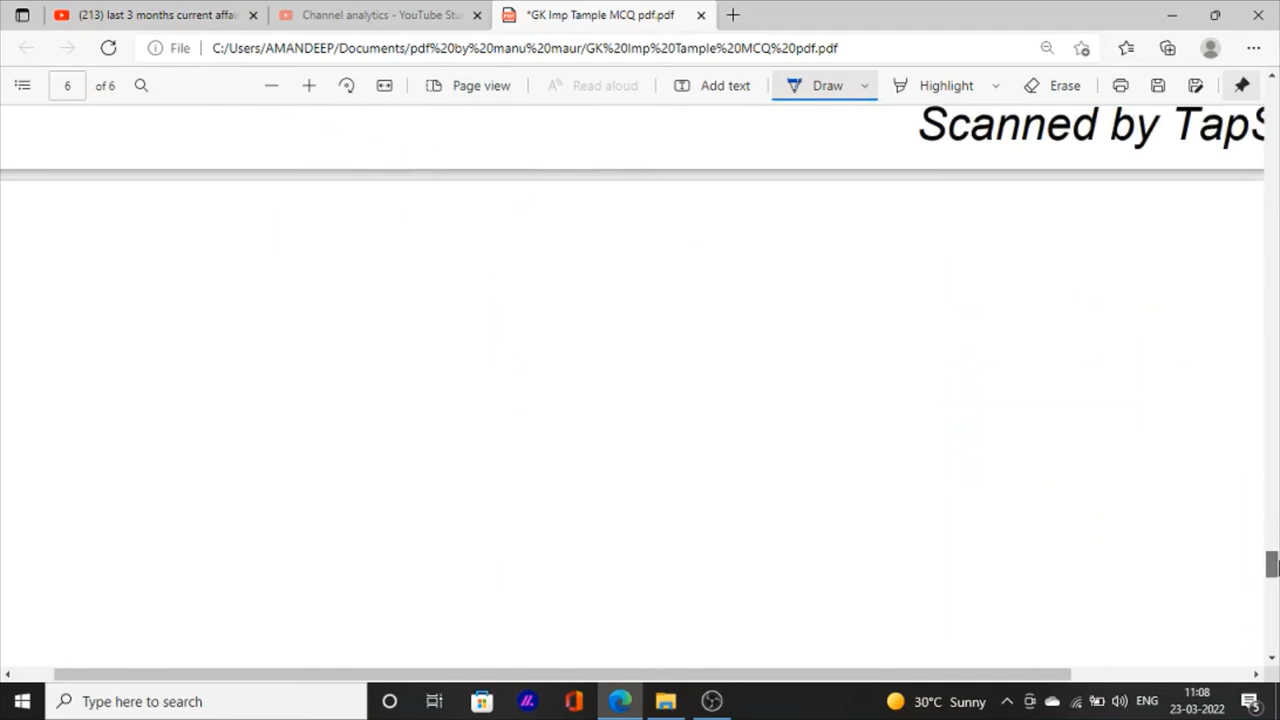 (213) last 3 months current affai
Channel analytics - YouTube Stu
*GK Imp Tample MCQ pdf.pdf
File
C:/Users/AMANDEEP/Documents/pdf%20by%20manu%20maur/GK%20Imp%20Tample%20MCQ%20pdf.pdf
6 of 6
Page view
Read aloud
Add text
Draw
Highlight
Erase
Scanned by TapS
Type here to search
30°C Sunny
ENG
11:08
23-03-2022
5